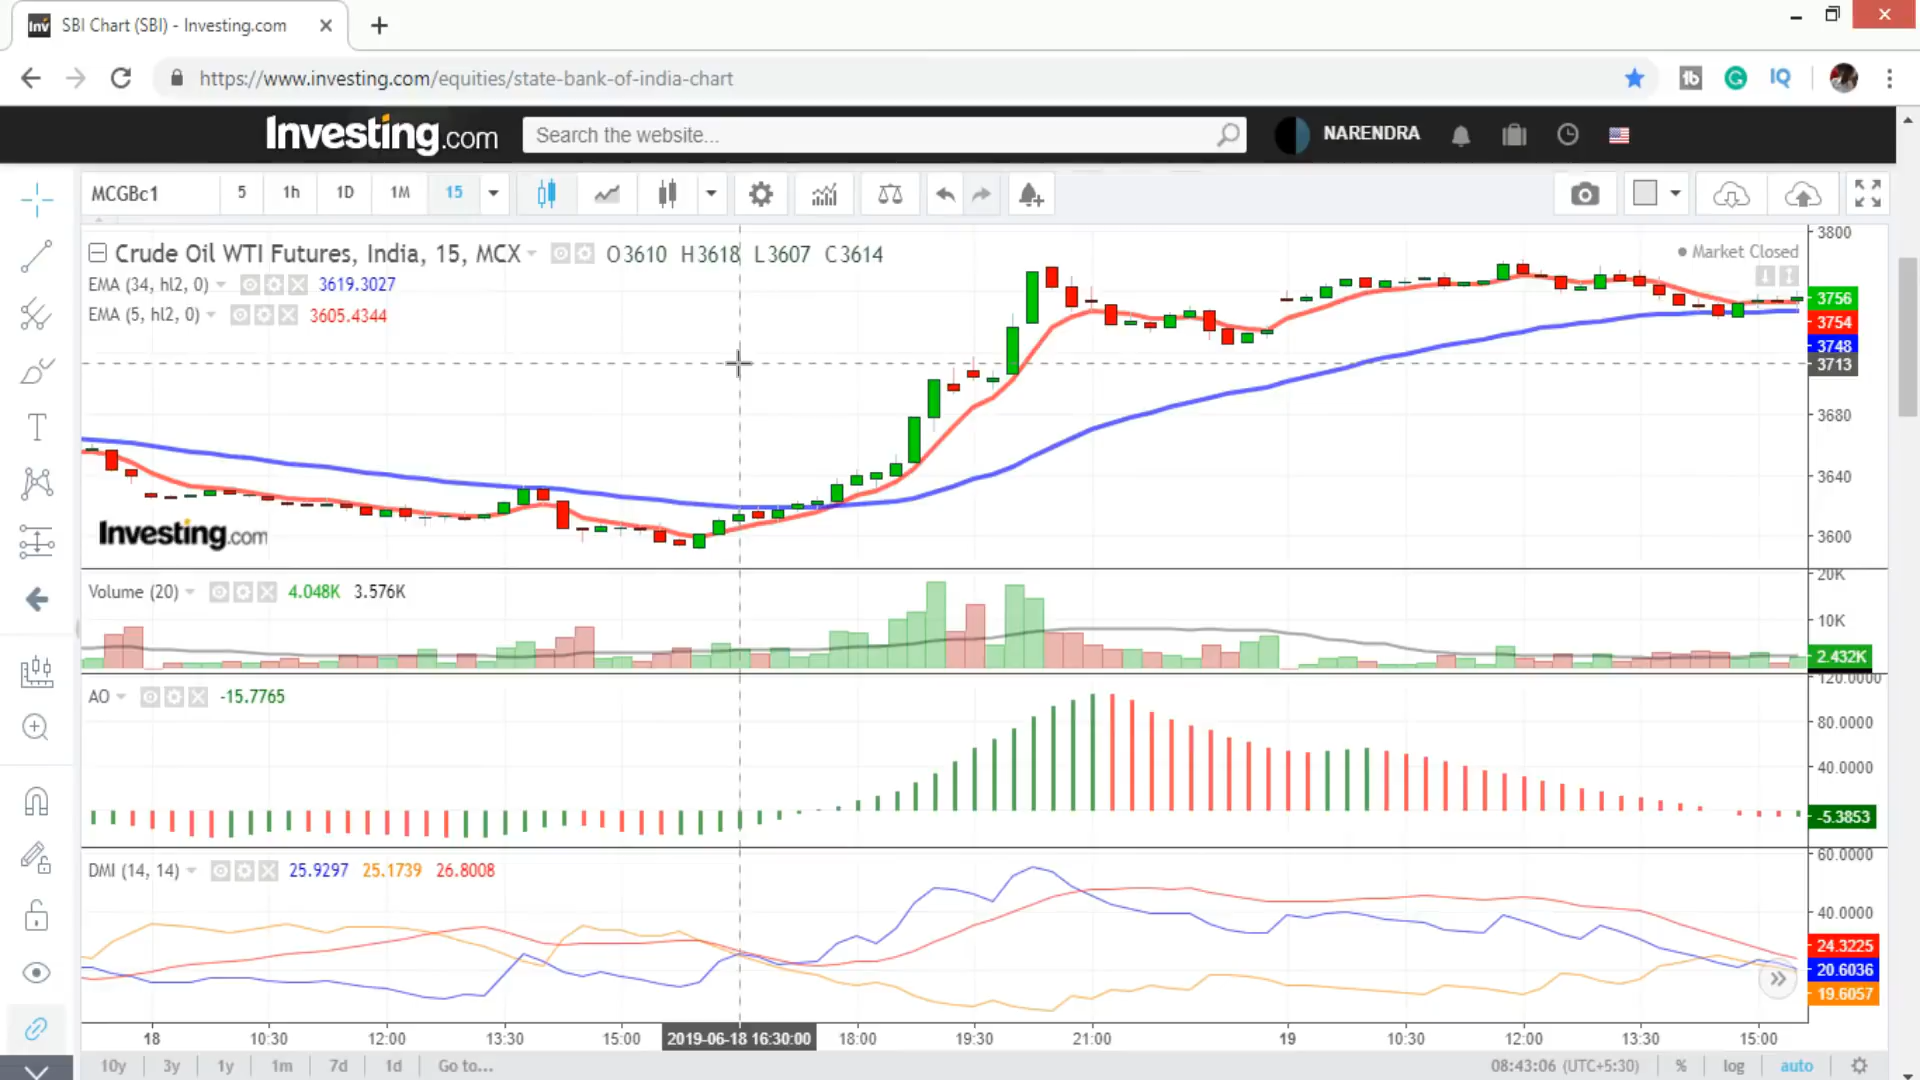 SBI Chart (SBI) - Investing.com
https://www.investing.com/equities/state-bank-of-india-chart
Investing.com
Search the website...
NARENDRA
MCGBc1 5 1h 1D 1M 15
Crude Oil WTI Futures, India, 15, MCX O3610 H3618 L3607 C3614
Market Closed
EMA (34, hl2, 0) 3619.3027
EMA (5, hl2, 0) 3605.4344
3800
3756
3754
3748
3713
3680
3640
3600
Investing.com
Volume (20) 4.048K 3.576K
20K
10K
2.432K
AO -15.7765
120.0000
80.0000
40.0000
-5.3853
DMI (14, 14) 25.9297 25.1739 26.8008
60.0000
40.0000
24.3225
20.6036
19.6057
18 10:30 12:00 13:30 15:00 2019-06-18 16:30:00 18:00 19:30 21:00 19 10:30 12:00 13:30 15:00
10y 3y 1y 1m 7d 1d Go to... 08:43:06 (UTC+5:30) % log auto